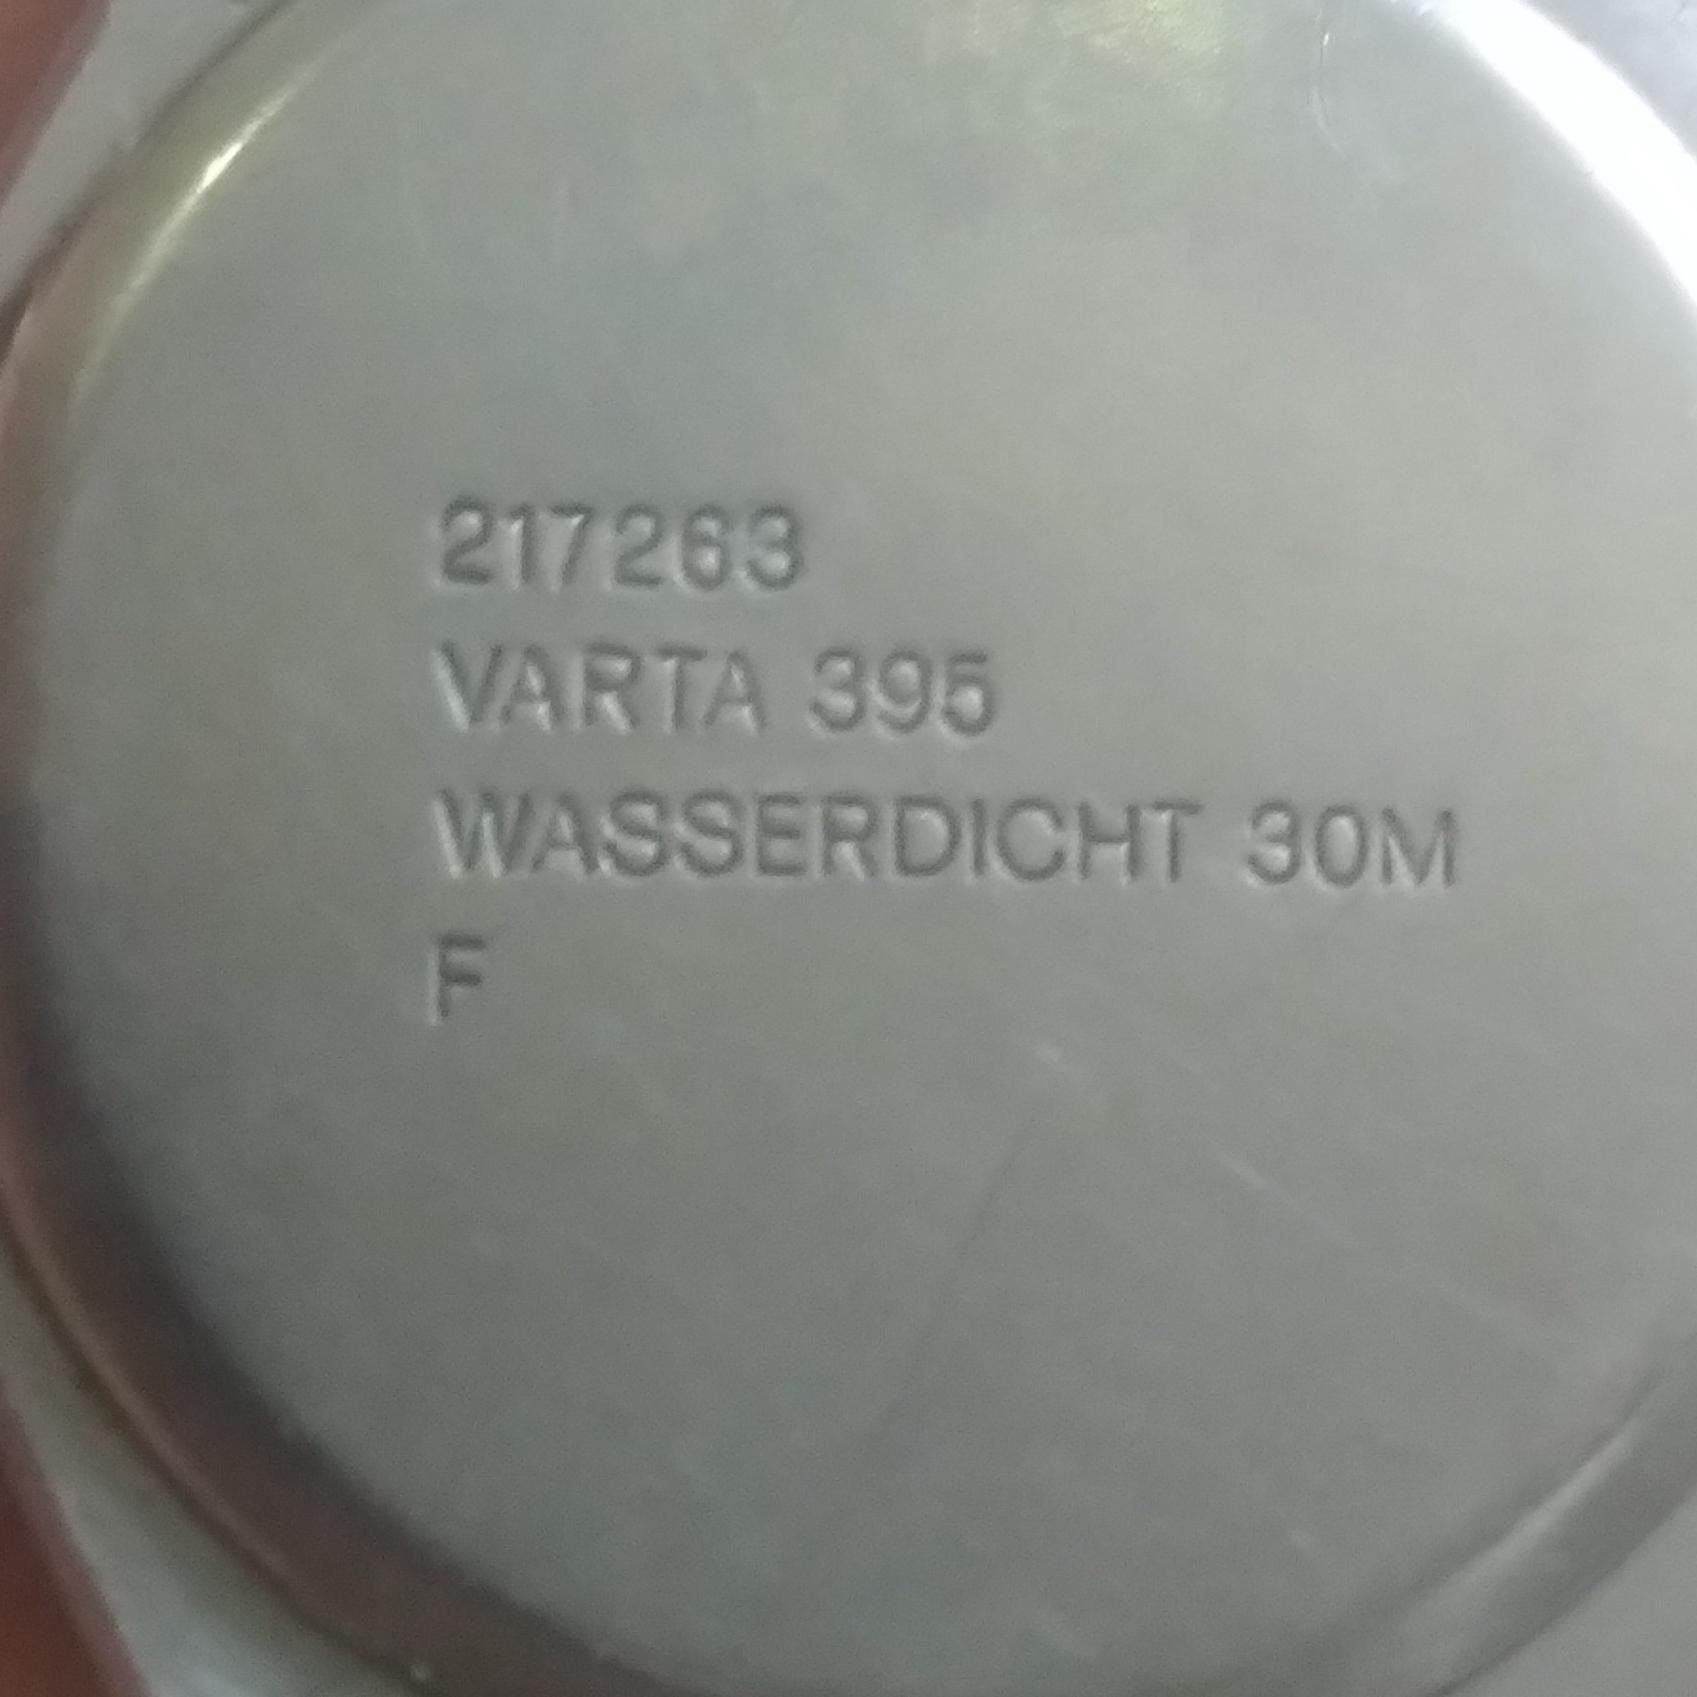 217263
VARTA 395
WASSERDICHT 30M
F